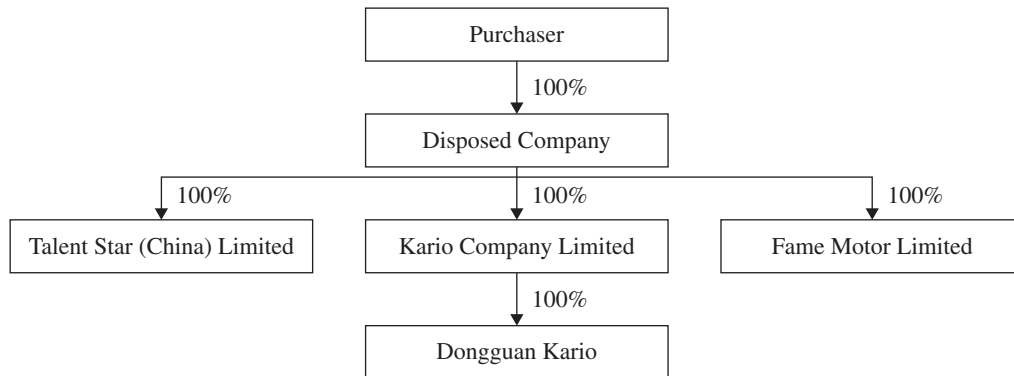 Purchaser
100%
Disposed Company
100%
100%
100%
Talent Star (China) Limited
Kario Company Limited
Fame Motor Limited
100%
Dongguan Kario